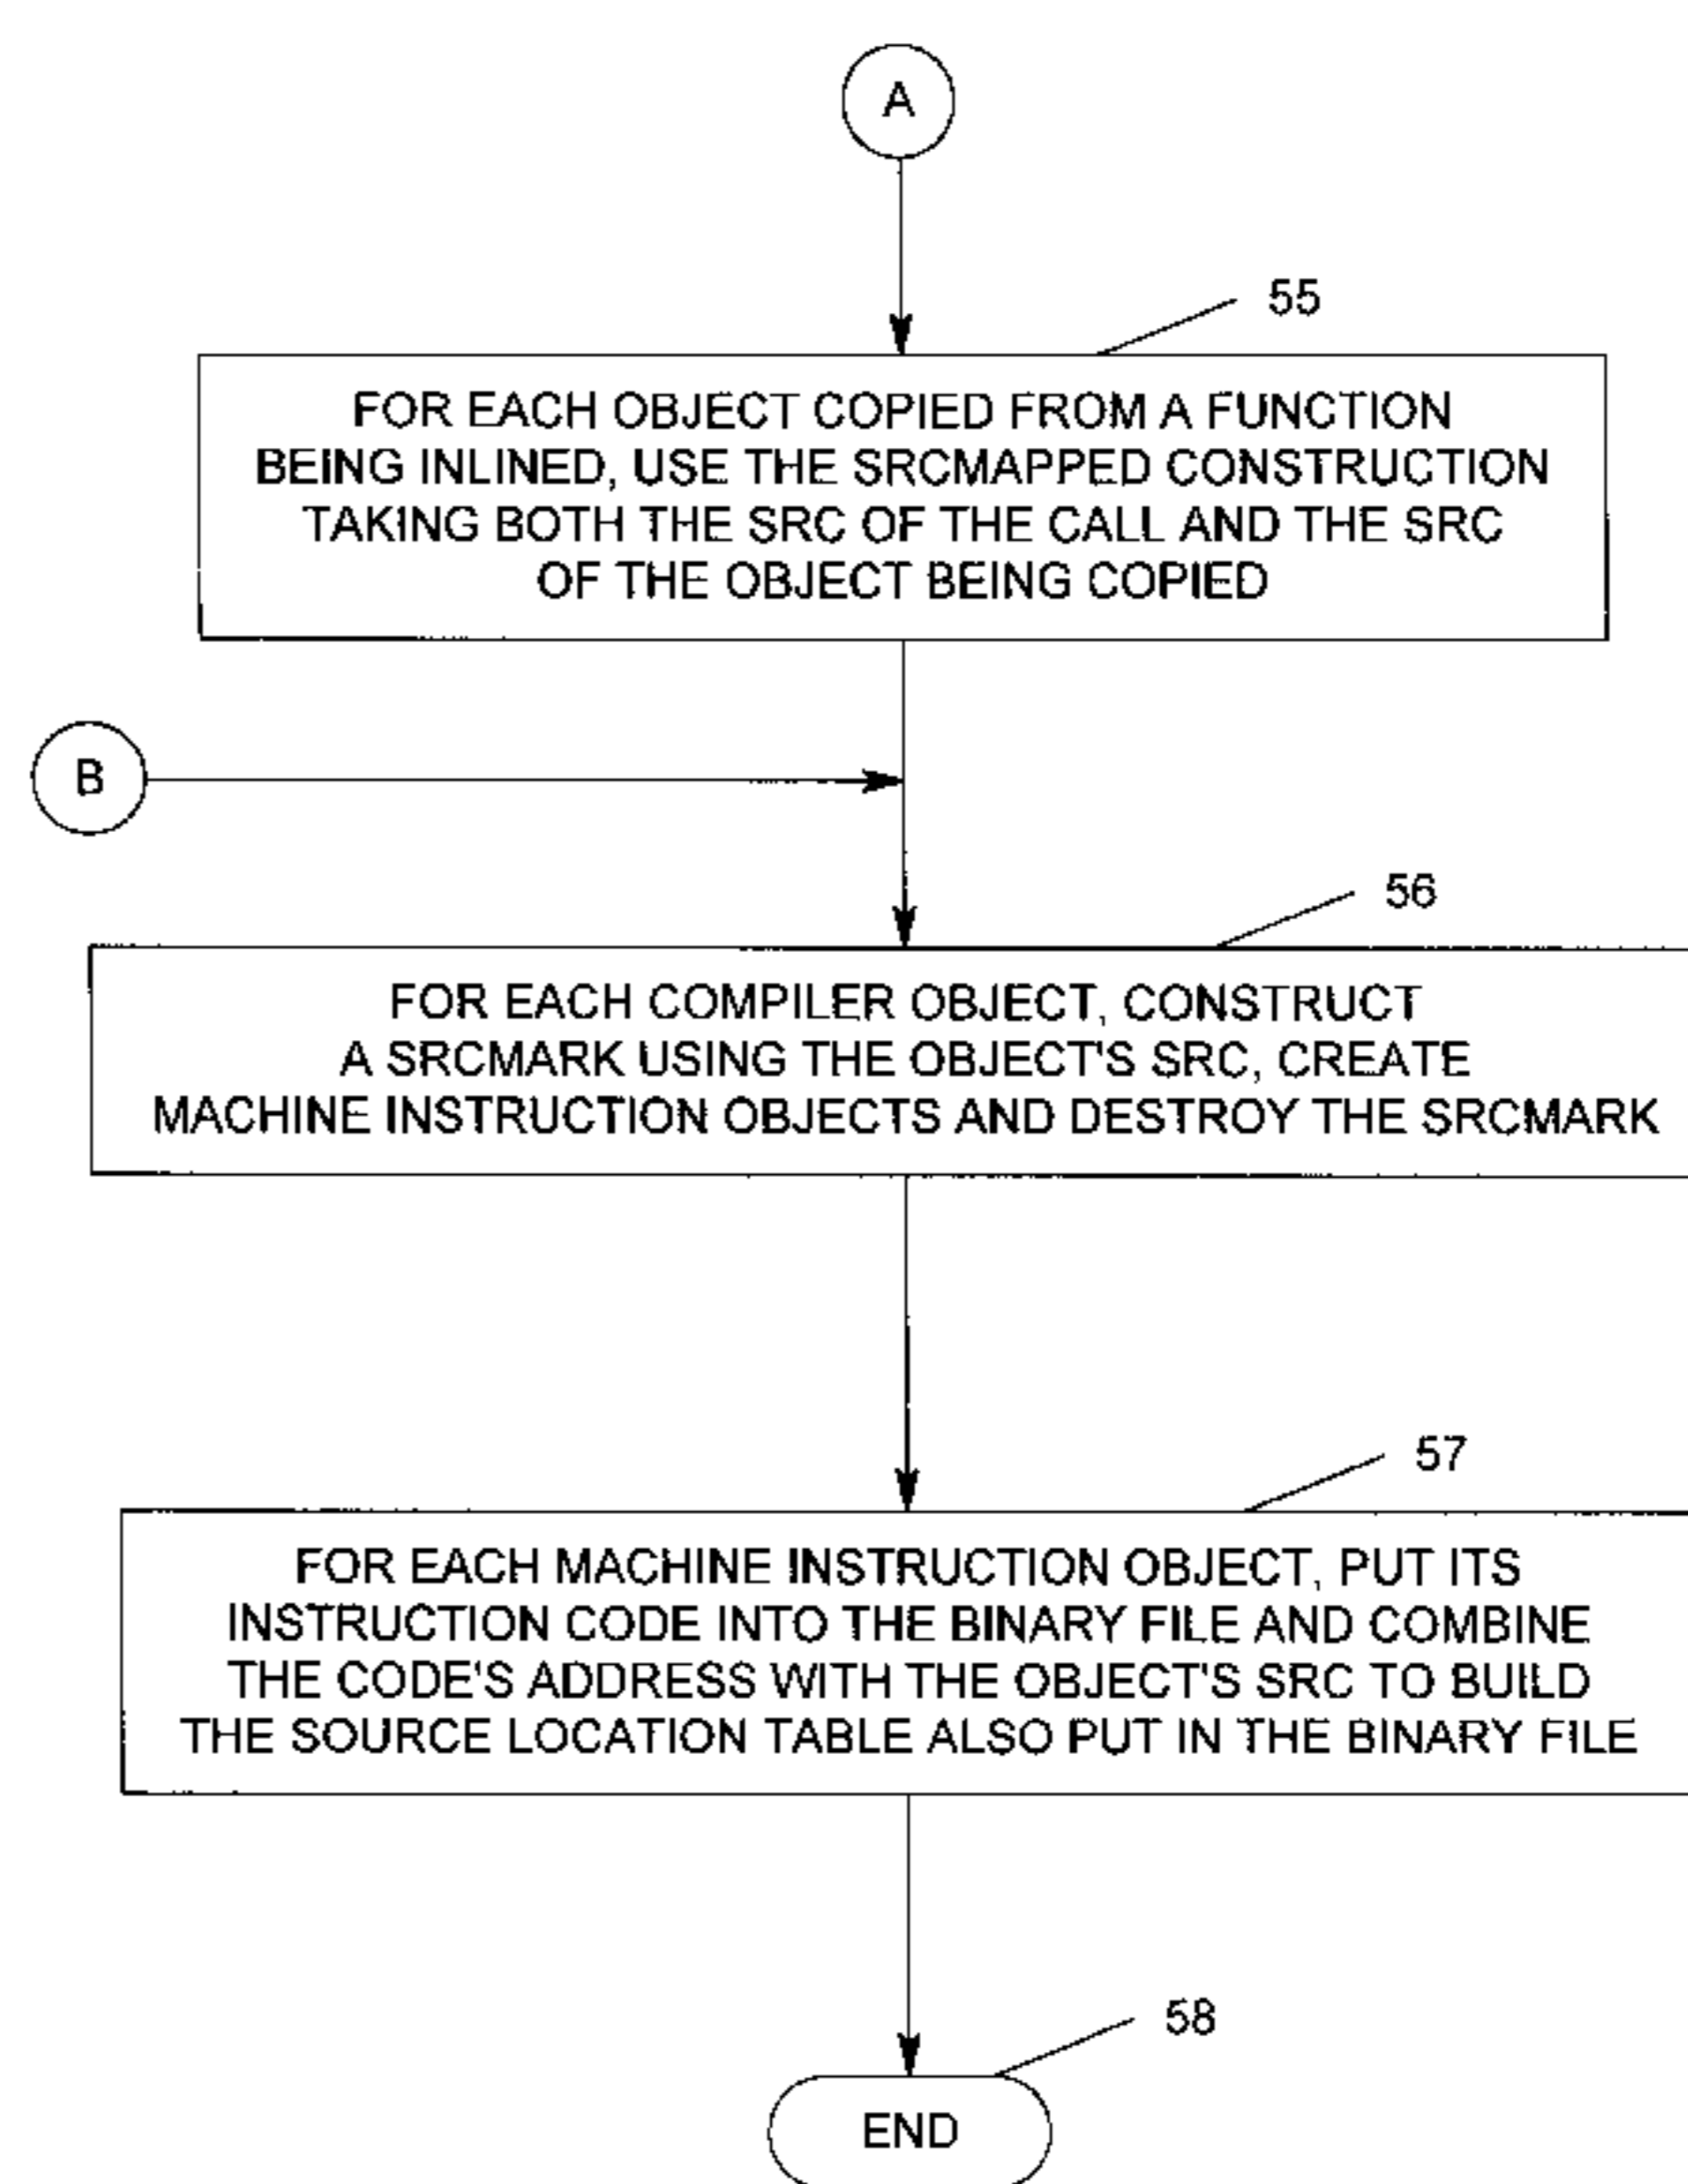 A
55
FOR EACH OBJECT COPIED FROM A FUNCTION
BEING INLINED, USE THE SRCMAPPED CONSTRUCTION
TAKING BOTH THE SRC OF THE CALL AND THE SRC
OF THE OBJECT BEING COPIED
B
56
FOR EACH COMPILER OBJECT, CONSTRUCT
A SRCMARK USING THE OBJECT'S SRC, CREATE
MACHINE INSTRUCTION OBJECTS AND DESTROY THE SRCMARK
57
FOR EACH MACHINE INSTRUCTION OBJECT, PUT ITS
INSTRUCTION CODE INTO THE BINARY FILE AND COMBINE
THE CODE'S ADDRESS WITH THE OBJECT'S SRC TO BUILD
THE SOURCE LOCATION TABLE ALSO PUT IN THE BINARY FILE
58
END